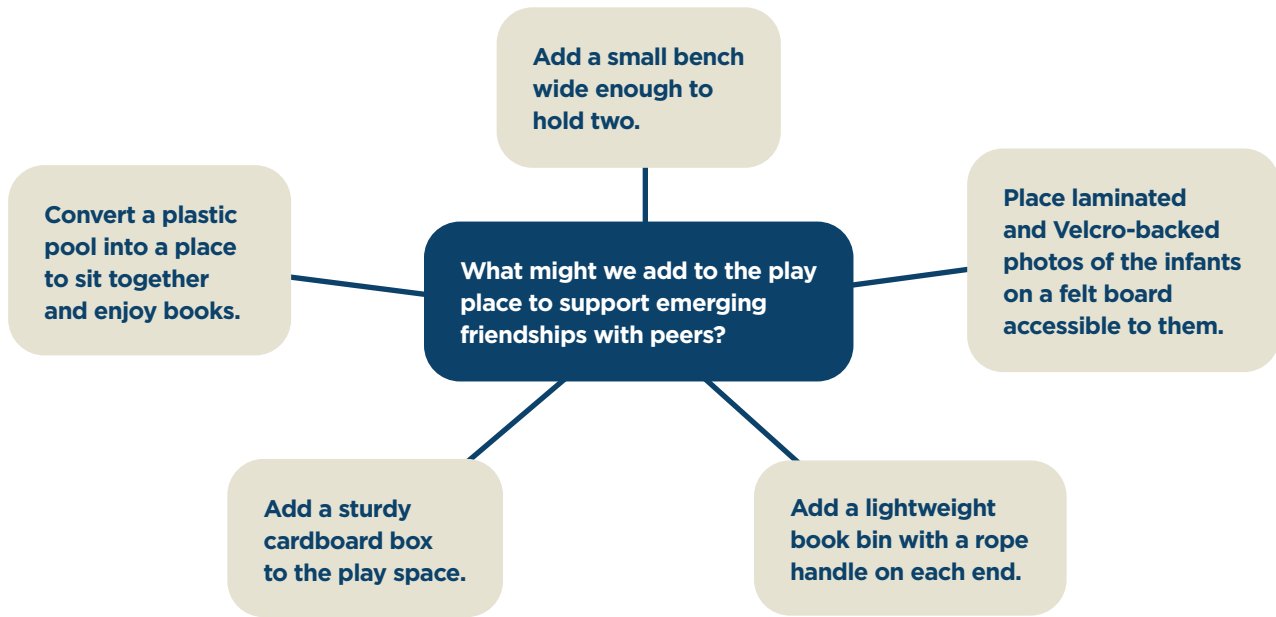 Add a small bench
wide enough to
hold two.
Convert a plastic
pool into a place
to sit together
and enjoy books.
What might we add to the play
place to support emerging
friendships with peers?
Place laminated
and Velcro-backed
photos of the infants
on a felt board
accessible to them.
Add a sturdy
cardboard box
to the play space.
Add a lightweight
book bin with a rope
handle on each end.